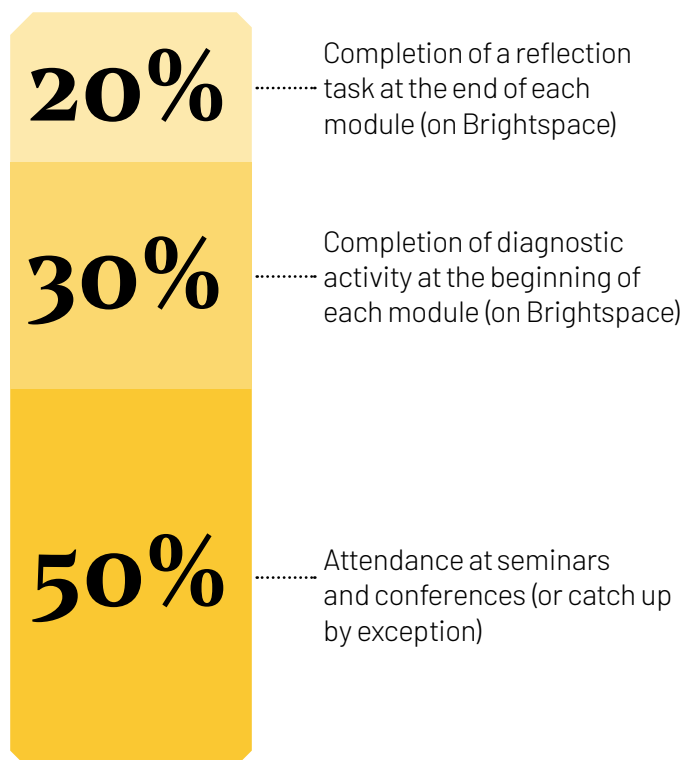 20%
Completion of a reflection
task at the end of each
module (on Brightspace)
30%
Completion of diagnostic
activity at the beginning of
each module (on Brightspace)
50%
Attendance at seminars
and conferences (or catch up
by exception)